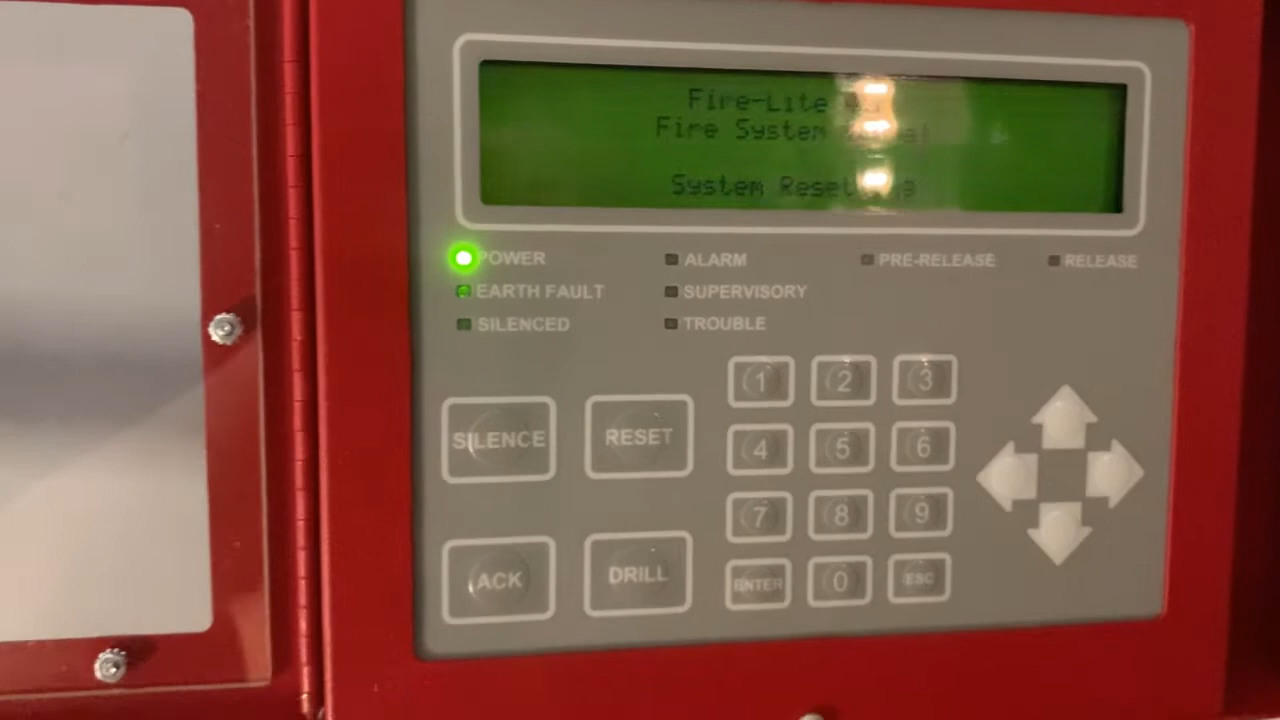 Fire-Lite
Fire System
System Resetting
POWER
ALARM
PRE-RELEASE
RELEASE
EARTH FAULT
SUPERVISORY
SILENCED
TROUBLE
1 2 3
SILENCE RESET
4 5 6
7 8 9
ACK DRILL
ENTER 0 ESC